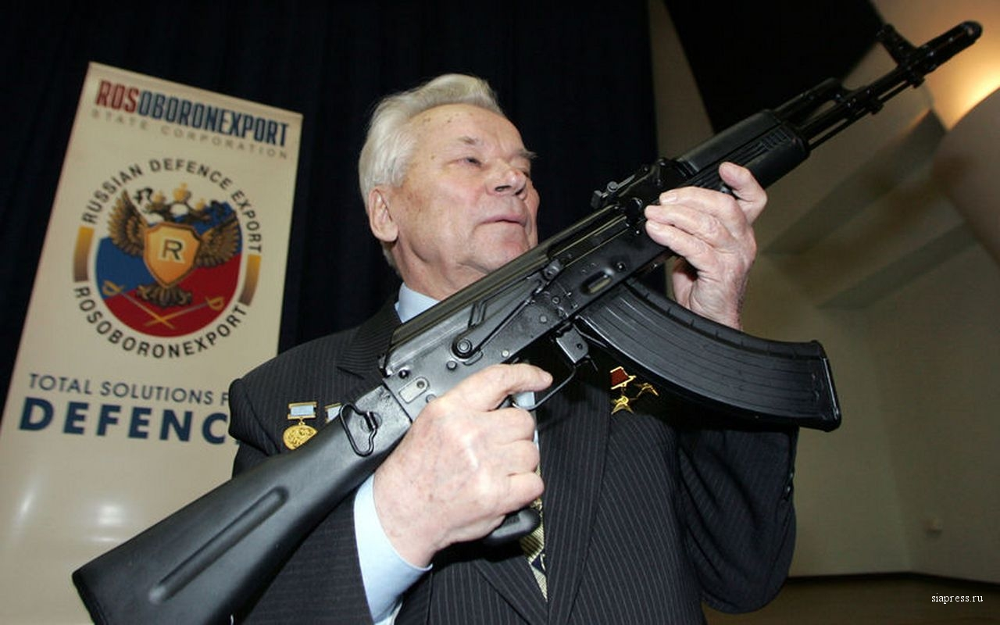 ROSOBORONEXPORT
STATE CORPORATION
RUSSIAN DEFENCE EXPORT
R
ROSOBORONEXPORT
TOTAL SOLUTIONS F
DEFENC
siapress.ru